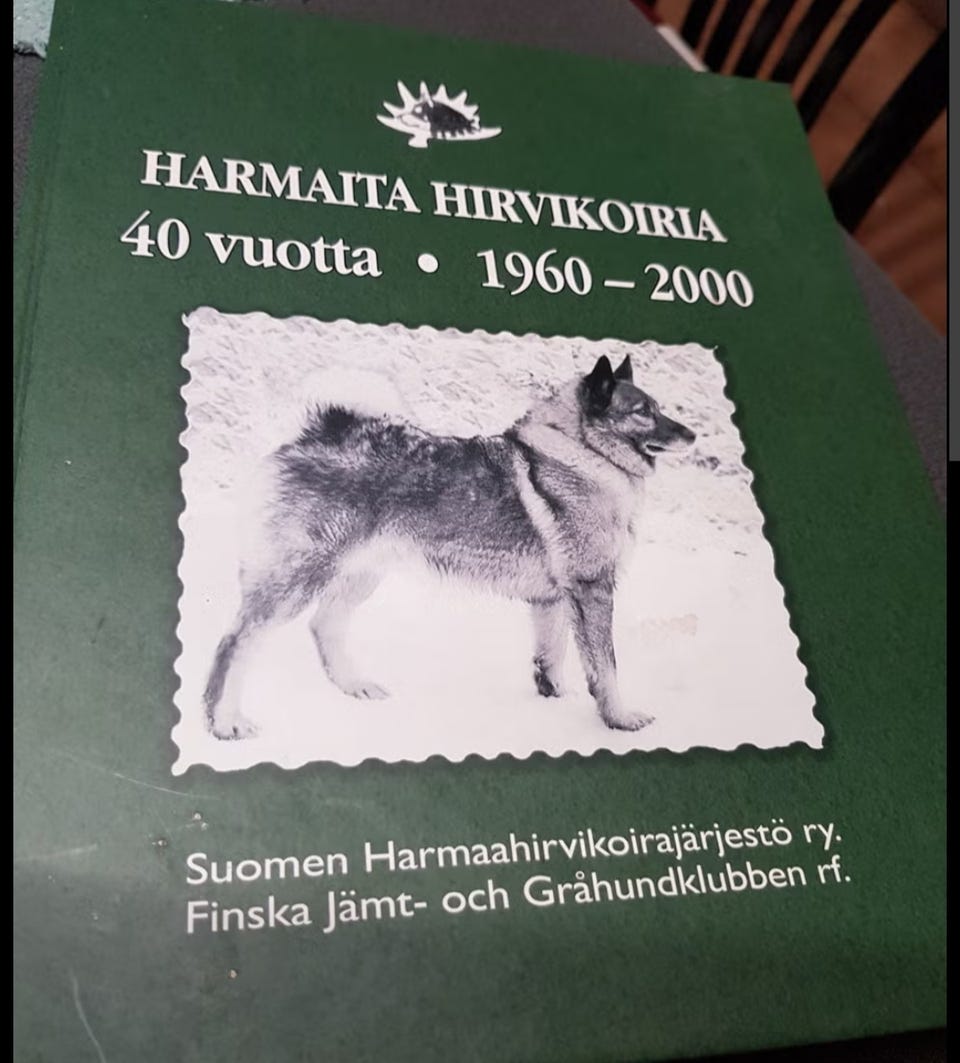 HARMAITA HIRVIKOIRIA
40 vuotta • 1960 – 2000
Suomen Harmaahirvikoirajärjestö ry.
Finska Jämt- och Gråhundklubben rf.